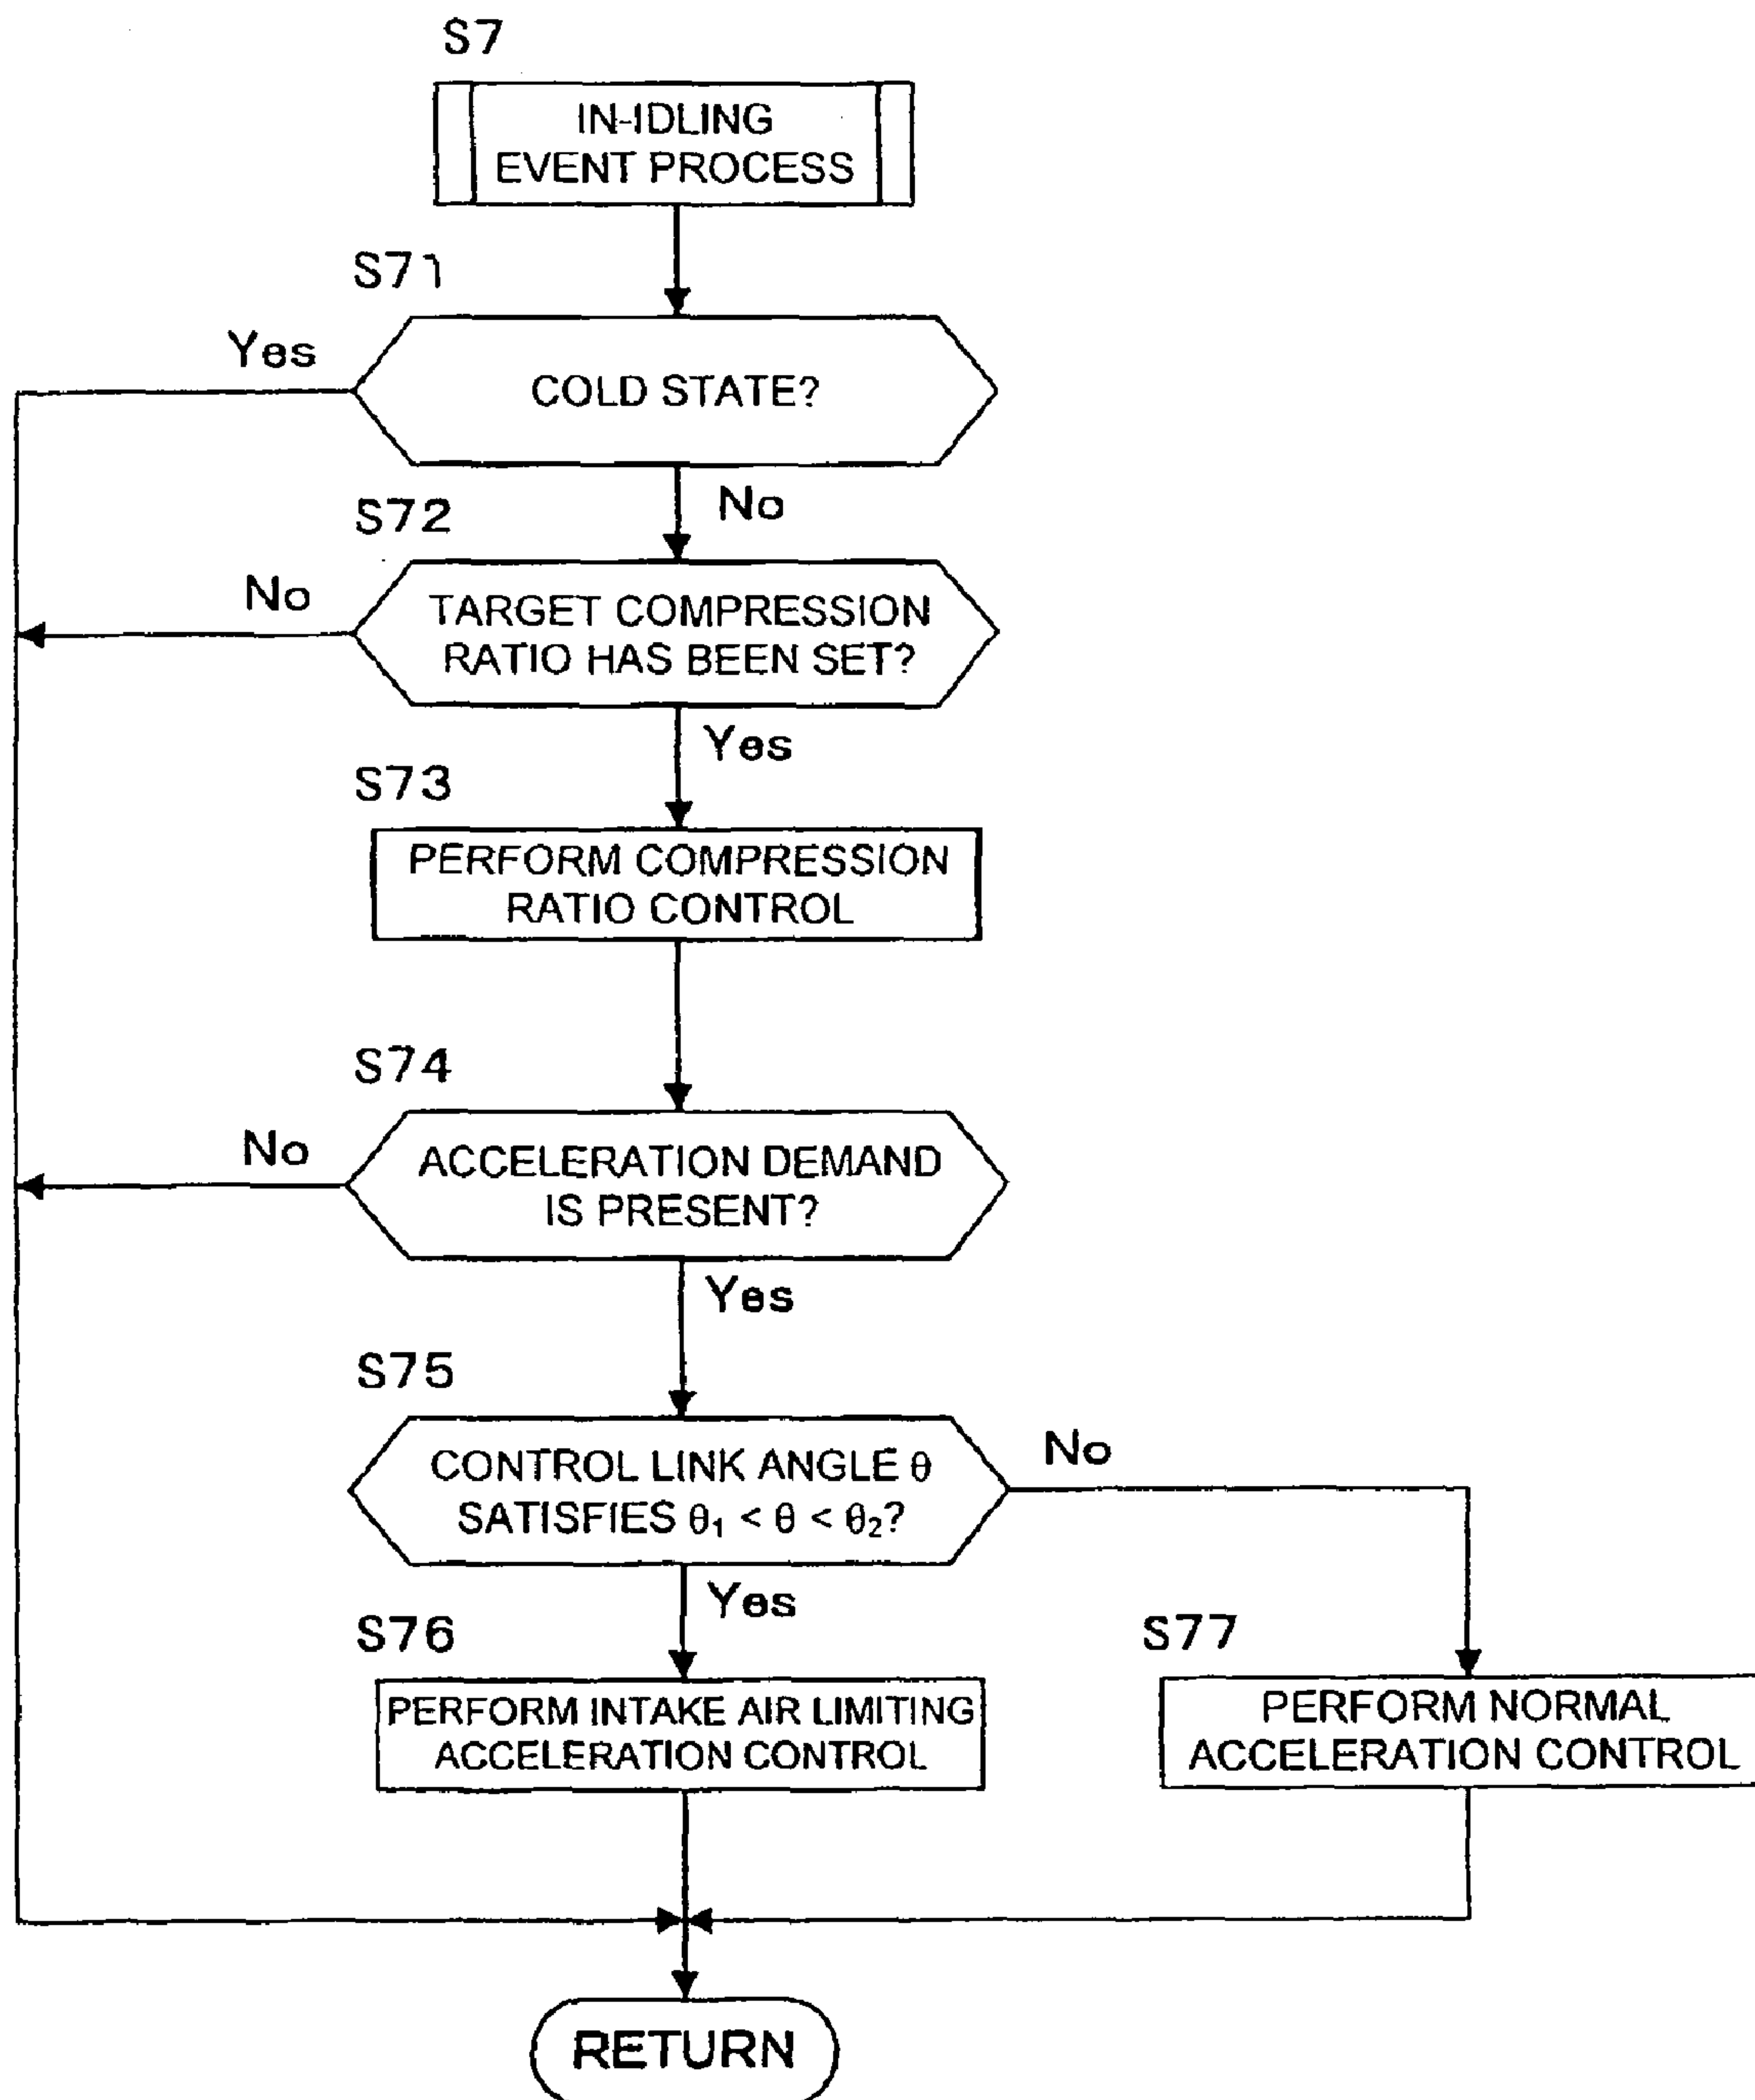 S7
IN-IDLING
EVENT PROCESS
S71
Yes
COLD STATE?
No
S72
No
TARGET COMPRESSION
RATIO HAS BEEN SET?
Yes
S73
PERFORM COMPRESSION
RATIO CONTROL
S74
No
ACCELERATION DEMAND
IS PRESENT?
Yes
S75
CONTROL LINK ANGLE θ
SATISFIES θ₁ < θ < θ₂?
No
Yes
S76
PERFORM INTAKE AIR LIMITING
ACCELERATION CONTROL
S77
PERFORM NORMAL
ACCELERATION CONTROL
RETURN